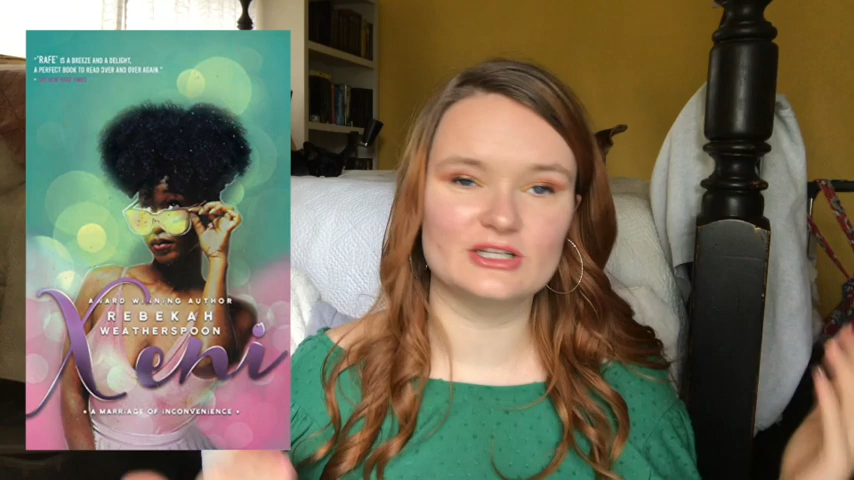 "RAFE" IS A BREEZE AND A DELIGHT,
A PERFECT BOOK TO READ OVER AND OVER AGAIN."
AWARD WINNING AUTHOR
REBEKAH
WEATHERSPOON
Xeni
• A MARRIAGE OF INCONVENIENCE •